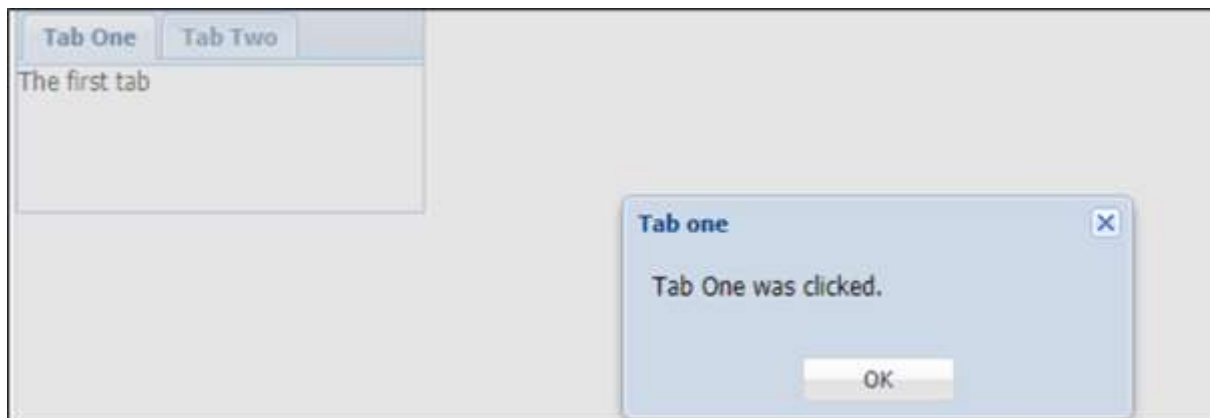 Tab One Tab Two
The first tab
Tab one
Tab One was clicked.
OK